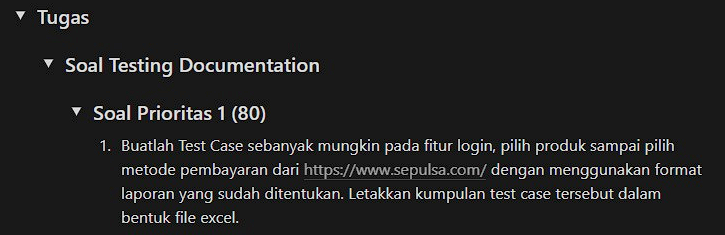 Tugas
Soal Testing Documentation
Soal Prioritas 1 (80)
1. Buatlah Test Case sebanyak mungkin pada fitur login, pilih produk sampai pilih
metode pembayaran dari https://www.sepulsa.com/ dengan menggunakan format
laporan yang sudah ditentukan. Letakkan kumpulan test case tersebut dalam
bentuk file excel.